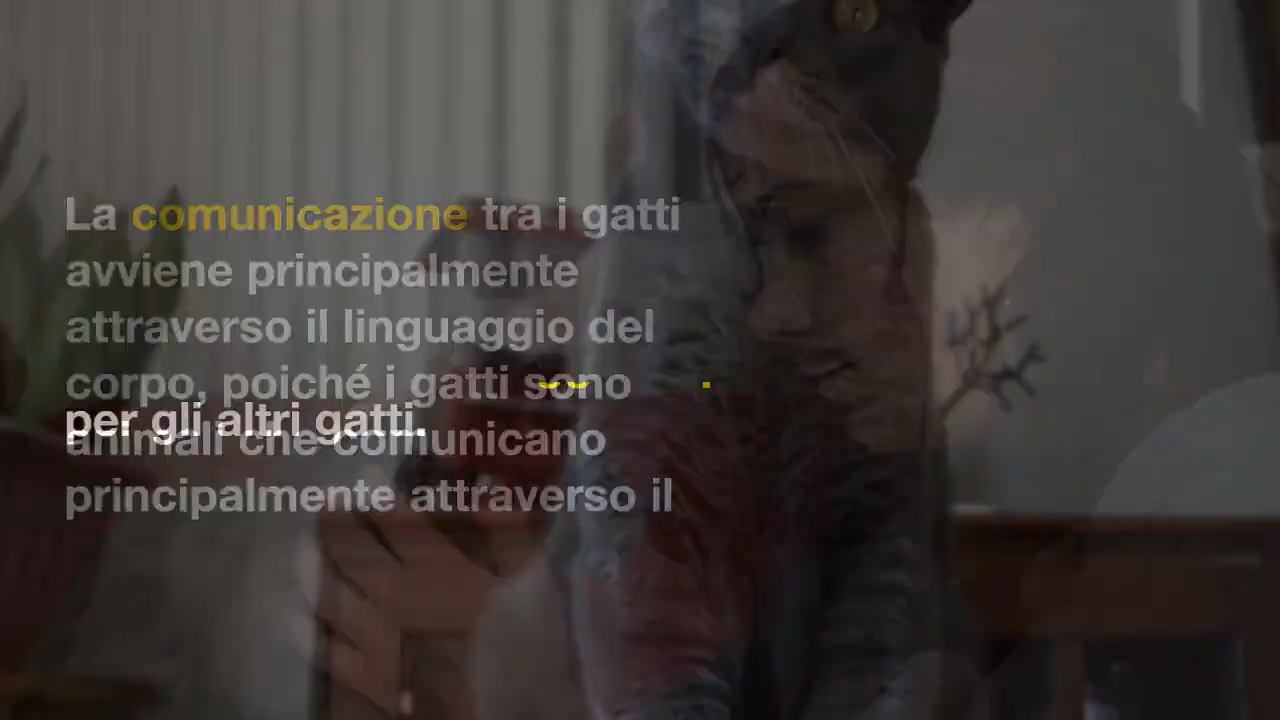 La comunicazione tra i gatti
avviene principalmente
attraverso il linguaggio del
corpo, poiché i gatti sono
per gli altri gatti.
animali che comunicano
principalmente attraverso il